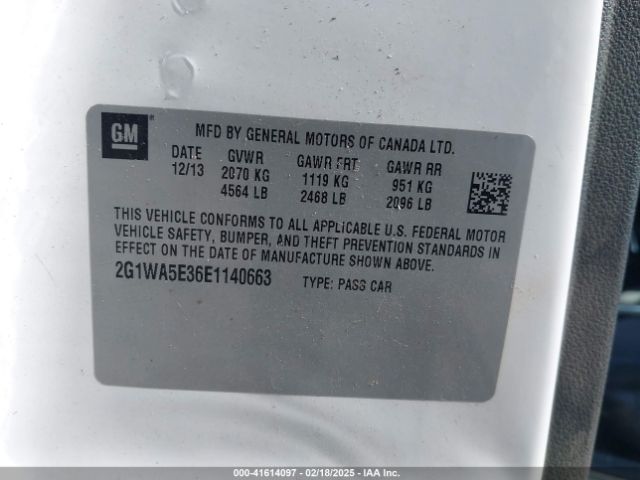 GM
MFD BY GENERAL MOTORS OF CANADA LTD.
DATE GVWR GAWR FRT GAWR RR
12/13 2070 KG 1119 KG 951 KG
4564 LB 2468 LB 2096 LB
THIS VEHICLE CONFORMS TO ALL APPLICABLE U.S. FEDERAL MOTOR
VEHICLE SAFETY, BUMPER, AND THEFT PREVENTION STANDARDS IN
EFFECT ON THE DATE OF MANUFACTURE SHOWN ABOVE.
2G1WA5E36E1140663 TYPE: PASS CAR
000-41614097 - 02/18/2025 - IAA Inc.